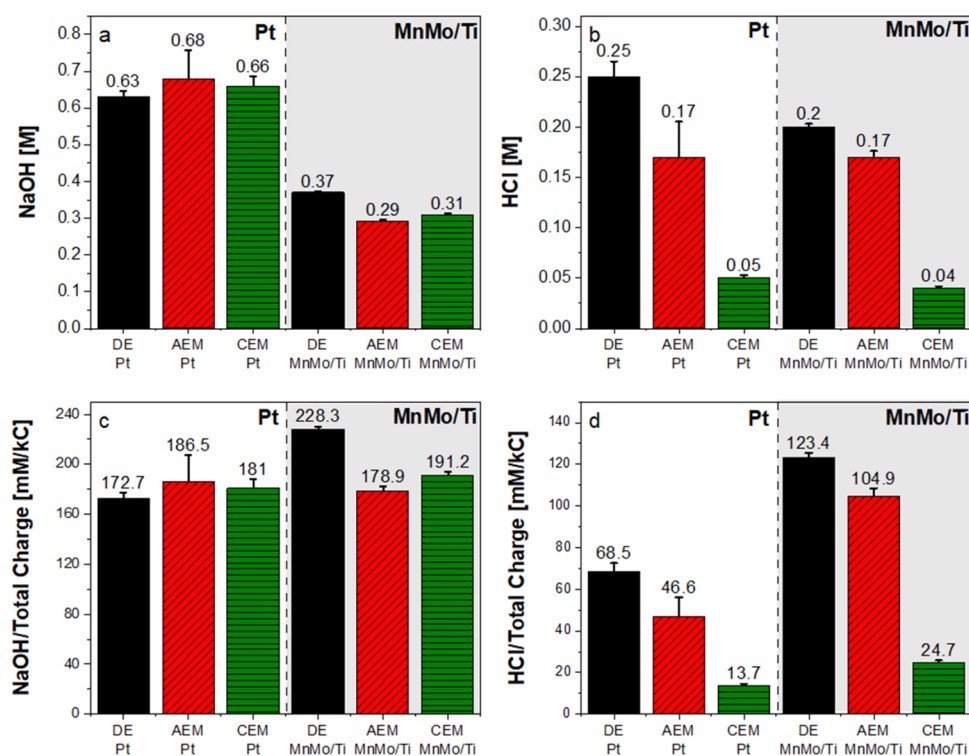 a
Pt
MnMo/Ti
NaOH [M]
0.8
0.7
0.6
0.5
0.4
0.3
0.2
0.1
0.0
0.63
0.68
0.66
0.37
0.29
0.31
DE AEM CEM DE AEM CEM
Pt Pt Pt MnMo/Ti MnMo/Ti MnMo/Ti
b
Pt
MnMo/Ti
HCl [M]
0.30
0.25
0.20
0.15
0.10
0.05
0.00
0.25
0.17
0.05
0.2
0.17
0.04
DE AEM CEM DE AEM CEM
Pt Pt Pt MnMo/Ti MnMo/Ti MnMo/Ti
c
Pt
MnMo/Ti
NaOH/Total Charge [mM/kC]
240
200
160
120
80
40
0
172.7
186.5
181
228.3
178.9
191.2
DE AEM CEM DE AEM CEM
Pt Pt Pt MnMo/Ti MnMo/Ti MnMo/Ti
d
Pt
MnMo/Ti
HCl/Total Charge [mM/kC]
140
120
100
80
60
40
20
0
68.5
46.6
13.7
123.4
104.9
24.7
DE AEM CEM DE AEM CEM
Pt Pt Pt MnMo/Ti MnMo/Ti MnMo/Ti